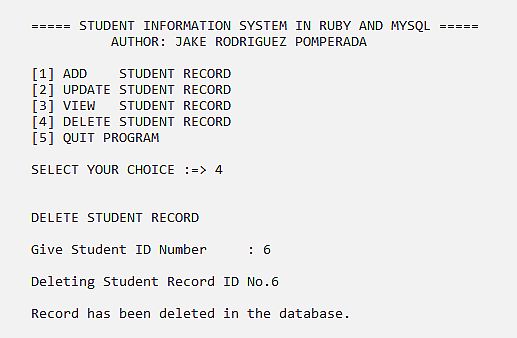 ===== STUDENT INFORMATION SYSTEM IN RUBY AND MYSQL =====
AUTHOR: JAKE RODRIGUEZ POMPERADA
[1] ADD    STUDENT RECORD
[2] UPDATE STUDENT RECORD
[3] VIEW   STUDENT RECORD
[4] DELETE STUDENT RECORD
[5] QUIT PROGRAM
SELECT YOUR CHOICE :=> 4
DELETE STUDENT RECORD
Give Student ID Number     : 6
Deleting Student Record ID No.6
Record has been deleted in the database.